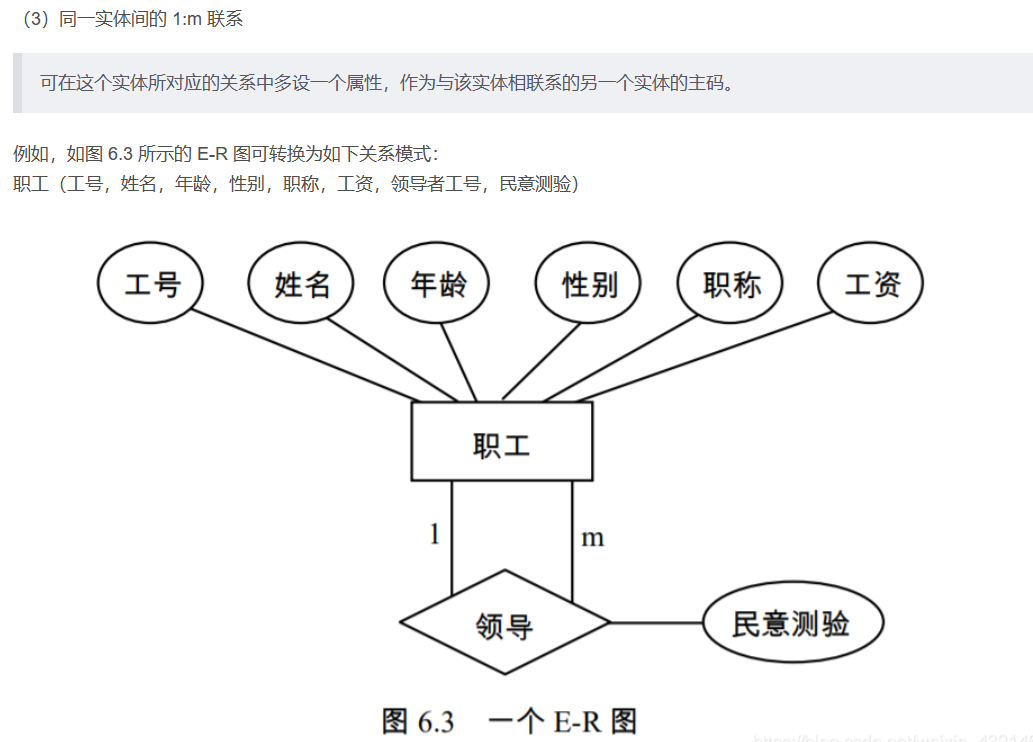 （3）同一实体间的 1:m 联系
可在这个实体所对应的关系中多设一个属性，作为与该实体相联系的另一个实体的主码。
例如，如图 6.3 所示的 E-R 图可转换为如下关系模式：
职工（工号，姓名，年龄，性别，职称，工资，领导者工号，民意测验）
工号 姓名 年龄 性别 职称 工资
职工
1 m
领导 民意测验
图 6.3 一个 E-R 图